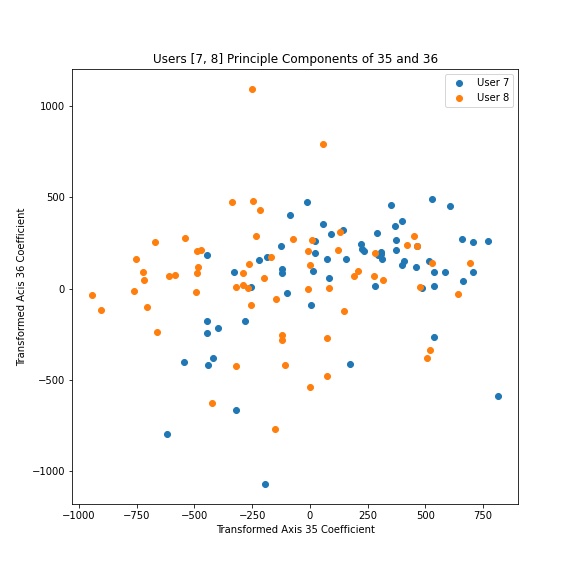 Users [7, 8] Principle Components of 35 and 36
User 7
User 8
Transformed Acis 36 Coefficient
1000
500
0
−500
−1000
−1000
−750
−500
−250
0
250
500
750
Transformed Axis 35 Coefficient